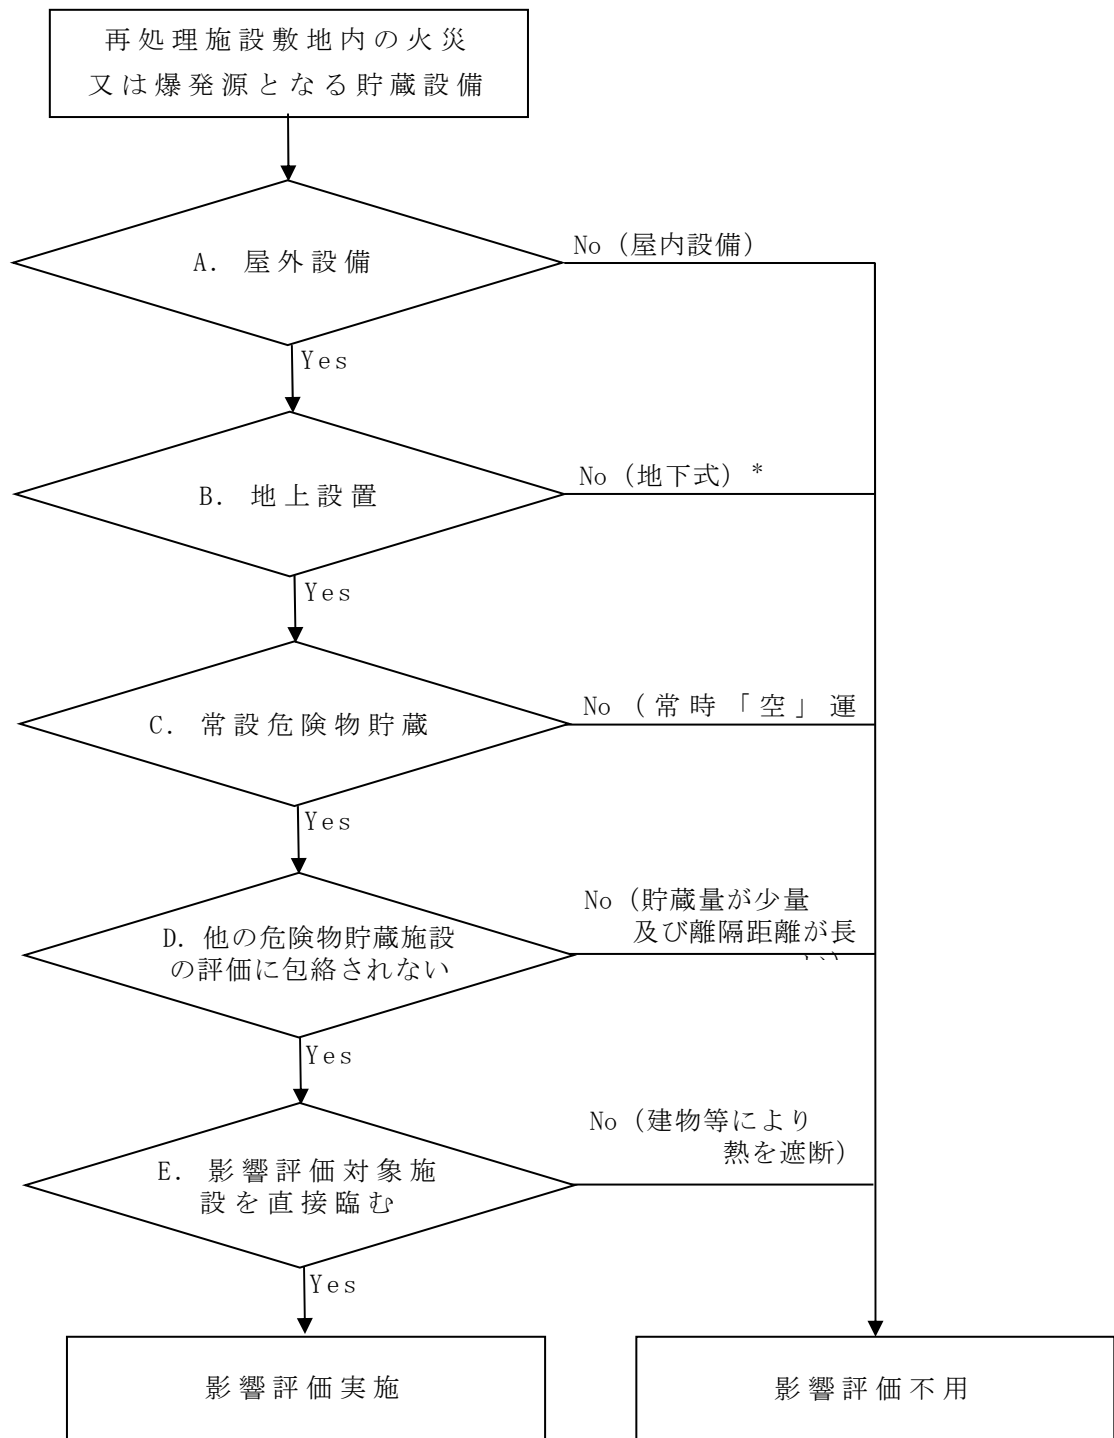 再処理施設敷地内の火災
又は爆発源となる貯蔵設備
A. 屋外設備
No（屋内設備）
Yes
B. 地上設置
No（地下式）*
Yes
C. 常設危険物貯蔵
No（常時「空」運
Yes
D. 他の危険物貯蔵施設
の評価に包絡されない
No（貯蔵量が少量
及び離隔距離が長
Yes
E. 影響評価対象施
設を直接臨む
No（建物等により
熱を遮断）
Yes
影響評価実施
影響評価不用